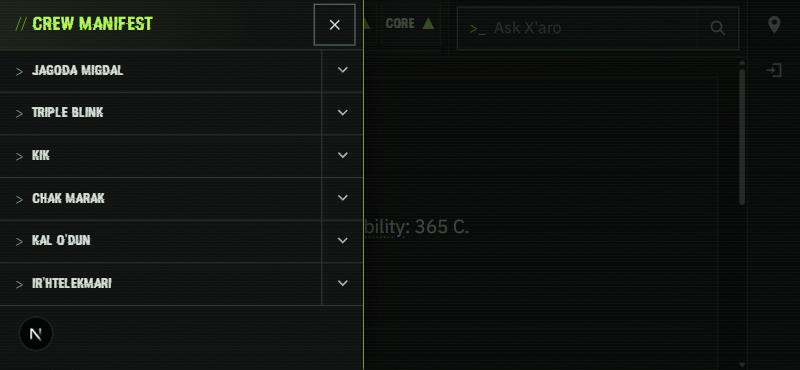 // CREW MANIFEST
CORE
>_ Ask X'aro
> JAGODA MIGDAL
> TRIPLE BLINK
> KIK
> CHAK MARAK
bility: 365 C.
> KAL O'DUN
> IR'HTELEKMARI
N